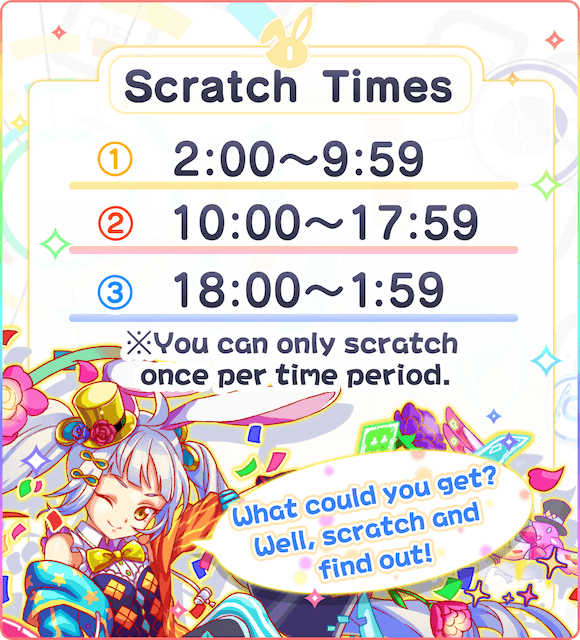 Scratch Times
① 2:00～9:59
② 10:00～17:59
③ 18:00～1:59
※You can only scratch
once per time period.
What could you get?
Well, scratch and
find out!